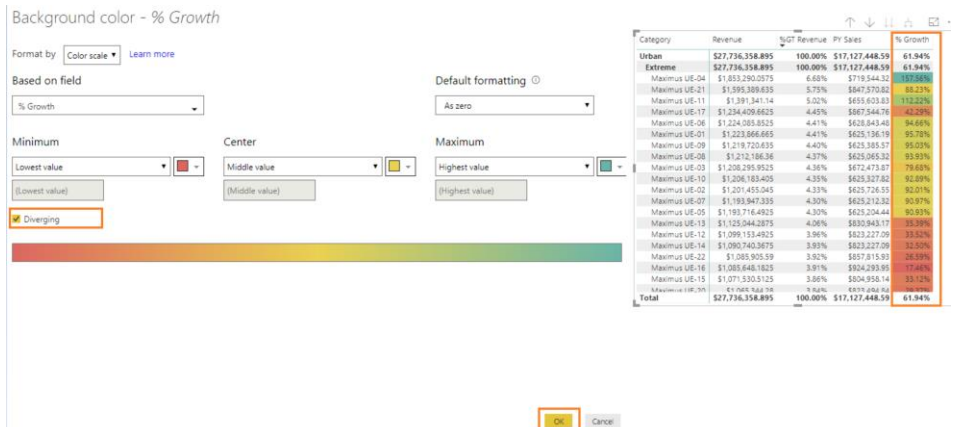 Background color - % Growth
Format by Color scale Learn more
Based on field
Default formatting
% Growth
As zero
Minimum
Center
Maximum
Lowest value
Middle value
Highest value
(Lowest value)
(Middle value)
(Highest value)
Diverging
OK Cancel
Category Revenue %GT Revenue PY Sales % Growth
Urban $27,736,358.895 100.00% $17,127,448.59 61.94%
Extreme $27,736,358.895 100.00% $17,127,448.59 61.94%
Maximus UE-04 $1,853,290.0575 6.68% $719,544.32 157.56%
Maximus UE-21 $1,595,389.635 5.75% $847,570.82 88.23%
Maximus UE-11 $1,391,341.14 5.02% $655,603.83 112.22%
Maximus UE-17 $1,234,409.6625 4.45% $867,544.76 42.29%
Maximus UE-06 $1,224,085.8525 4.41% $628,843.48 94.66%
Maximus UE-01 $1,223,866.665 4.41% $625,136.19 95.78%
Maximus UE-09 $1,219,720.635 4.40% $625,385.57 95.03%
Maximus UE-08 $1,212,186.36 4.37% $625,065.32 93.93%
Maximus UE-03 $1,208,295.9525 4.36% $672,473.87 79.68%
Maximus UE-10 $1,206,183.405 4.35% $625,327.82 92.89%
Maximus UE-02 $1,201,455.045 4.33% $625,726.55 92.01%
Maximus UE-07 $1,193,947.335 4.30% $625,212.32 90.97%
Maximus UE-05 $1,193,716.4925 4.30% $625,204.44 90.93%
Maximus UE-13 $1,125,044.2875 4.06% $830,943.17 35.39%
Maximus UE-12 $1,099,153.4925 3.96% $823,227.09 33.52%
Maximus UE-14 $1,090,740.3675 3.93% $823,227.09 32.50%
Maximus UE-22 $1,085,905.59 3.92% $857,815.93 26.59%
Maximus UE-16 $1,085,648.1825 3.91% $924,293.95 17.46%
Maximus UE-15 $1,071,530.5125 3.86% $804,958.14 33.12%
Maximus UE-20 $1,065,344.28 3.84% $823,494.84 29.37%
Total $27,736,358.895 100.00% $17,127,448.59 61.94%